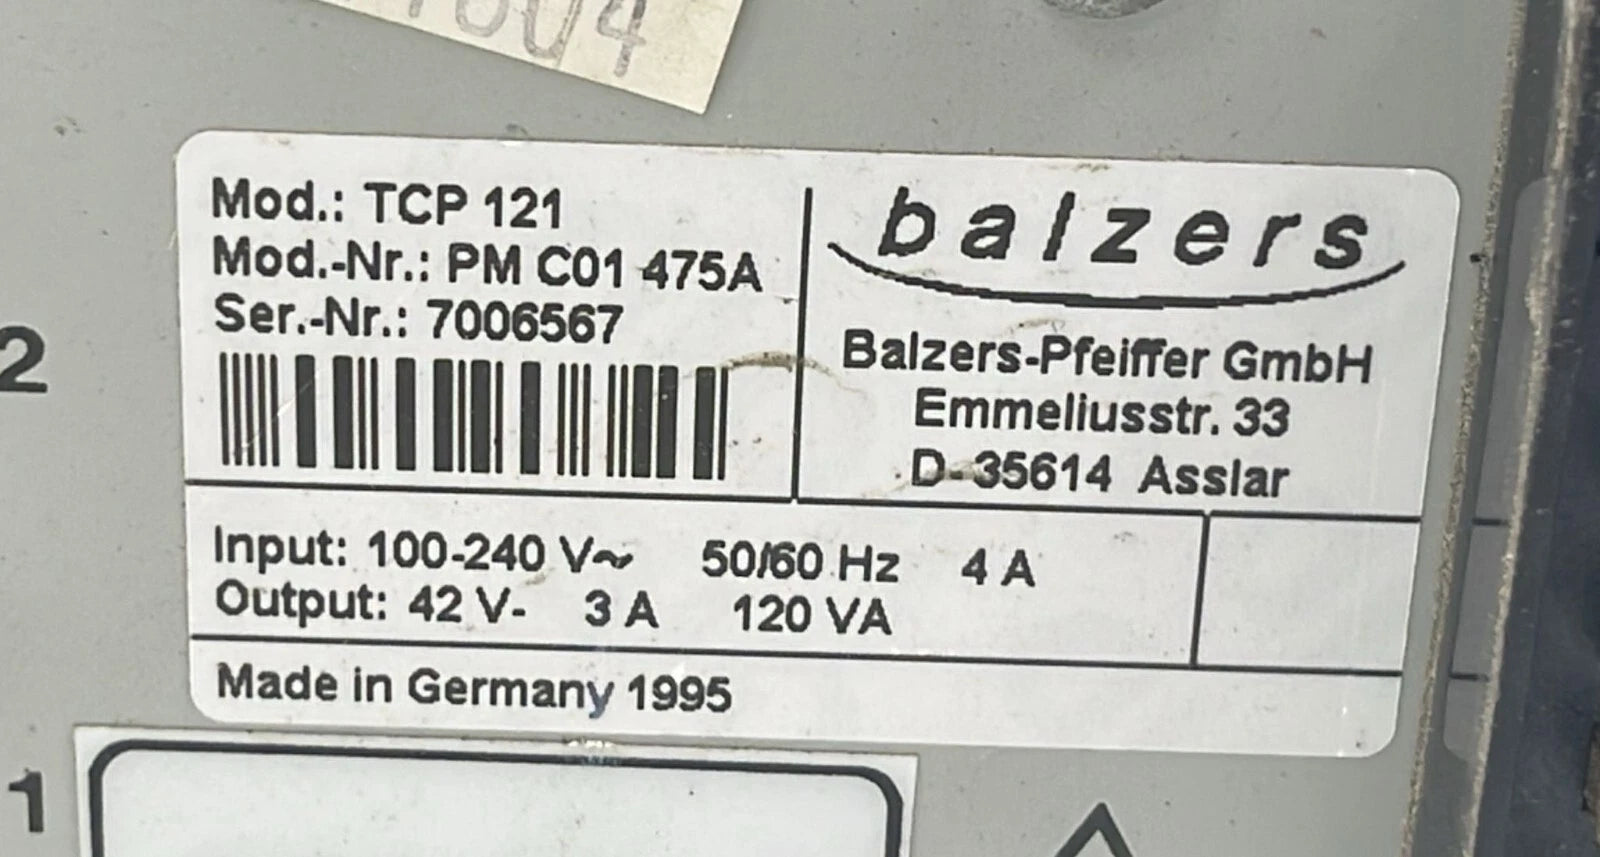 2
Mod.: TCP 121
Mod.-Nr.: PM C01 475A
Ser.-Nr.: 7006567
balzers
Balzers-Pfeiffer GmbH
Emmeliusstr. 33
D-35614 Asslar
Input: 100-240 V~ 50/60 Hz 4 A
Output: 42 V- 3 A 120 VA
Made in Germany 1995
1